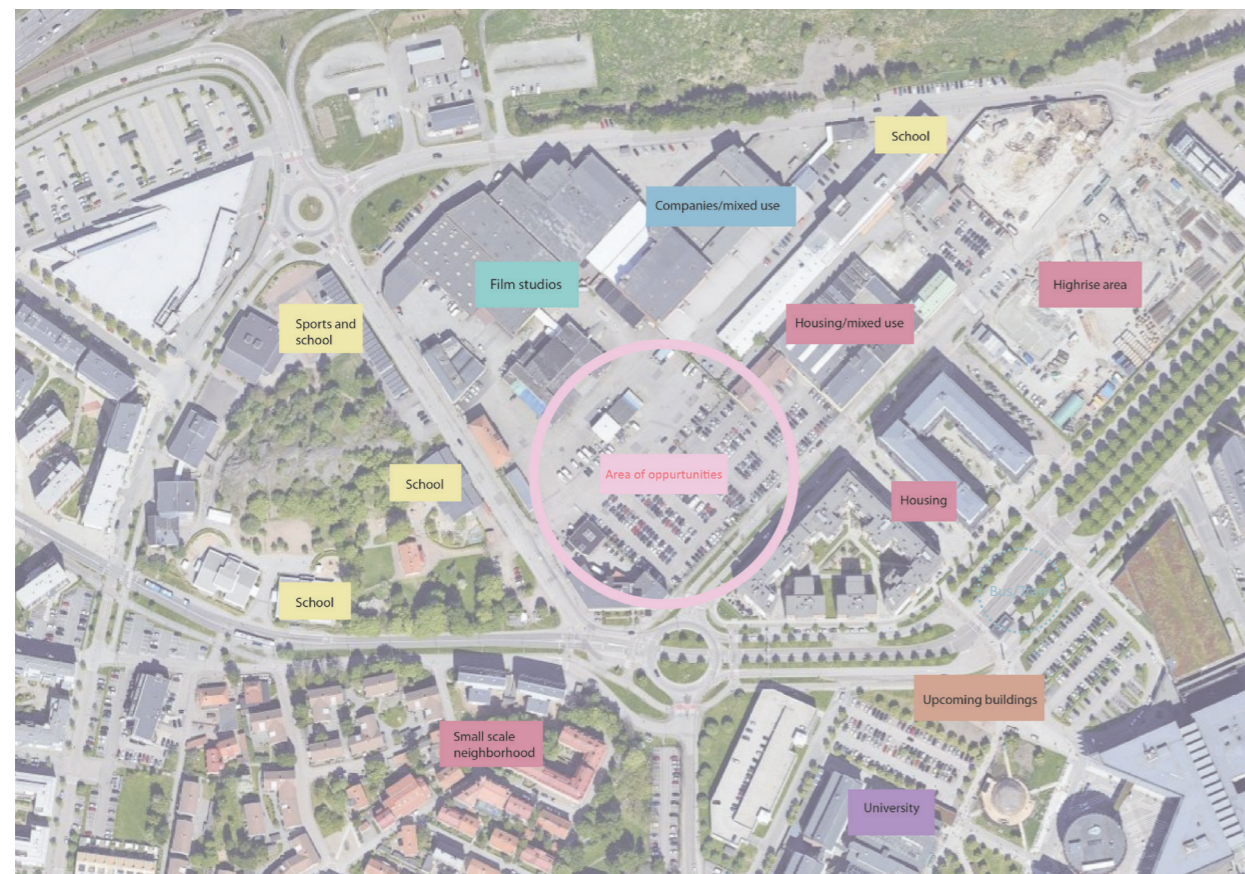 School
Companies/mixed use
Film studios
Highrise area
Sports and
school
Housing/mixed use
Area of oppurtunities
School
Housing
School
Upcoming buildings
Small scale
neighborhood
University